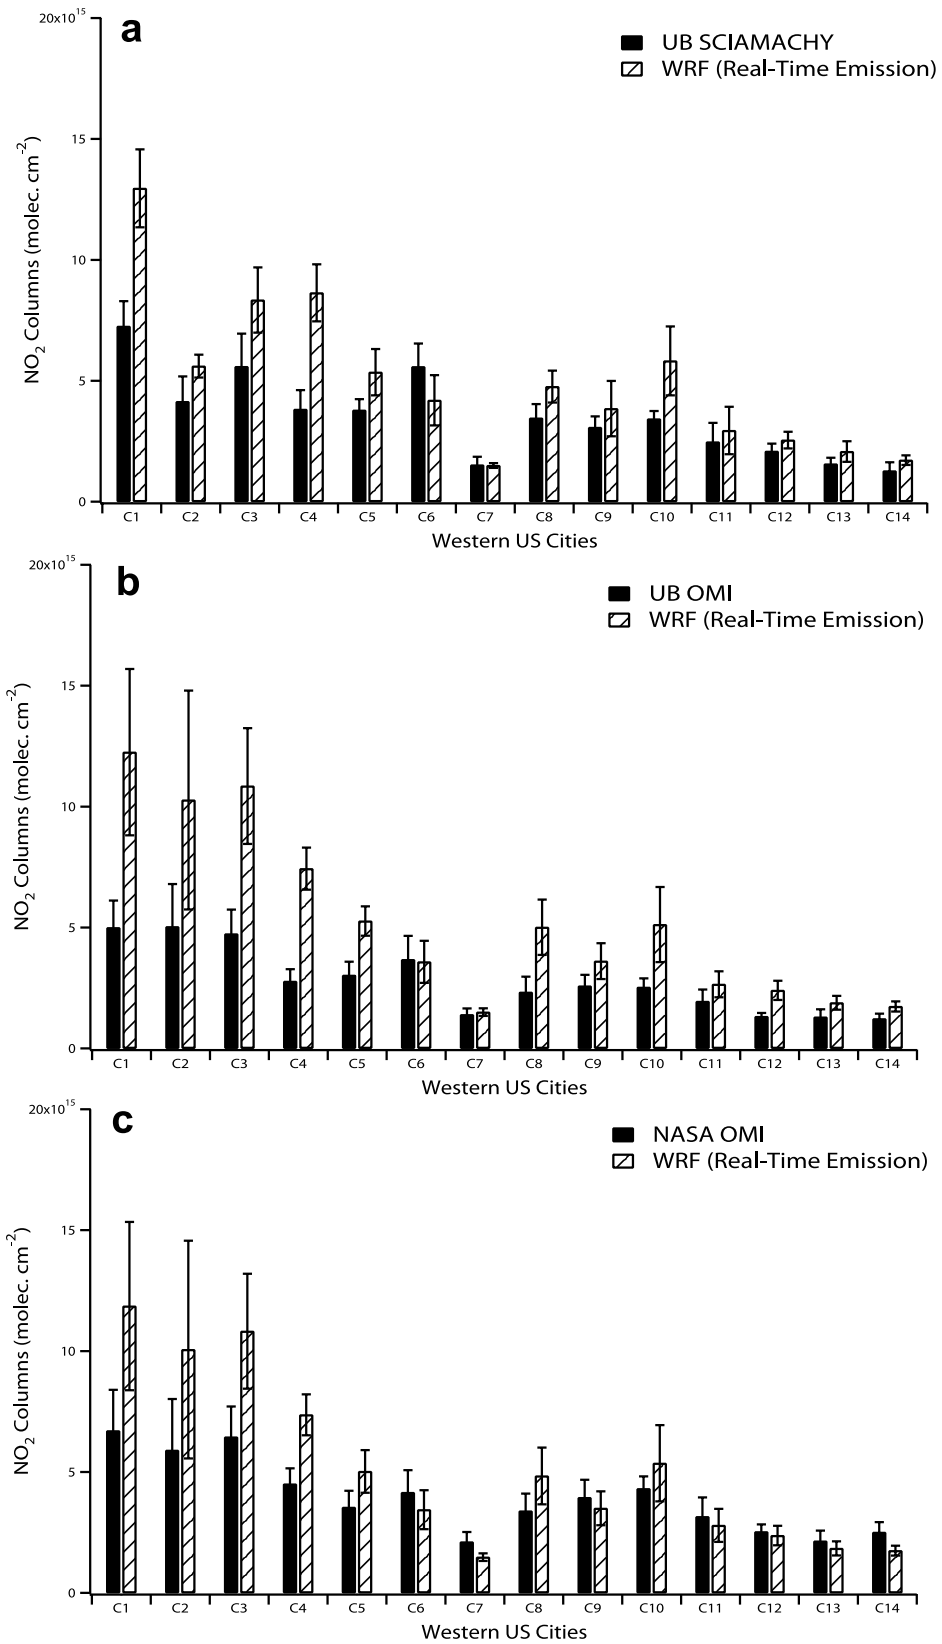 a
20x10¹⁵
15
10
5
0
NO₂ Columns (molec. cm⁻²)
UB SCIAMACHY
WRF (Real-Time Emission)
C1 C2 C3 C4 C5 C6 C7 C8 C9 C10 C11 C12 C13 C14
Western US Cities
b
20x10¹⁵
15
10
5
0
NO₂ Columns (molec. cm⁻²)
UB OMI
WRF (Real-Time Emission)
C1 C2 C3 C4 C5 C6 C7 C8 C9 C10 C11 C12 C13 C14
Western US Cities
c
20x10¹⁵
15
10
5
0
NO₂ Columns (molec. cm⁻²)
NASA OMI
WRF (Real-Time Emission)
C1 C2 C3 C4 C5 C6 C7 C8 C9 C10 C11 C12 C13 C14
Western US Cities